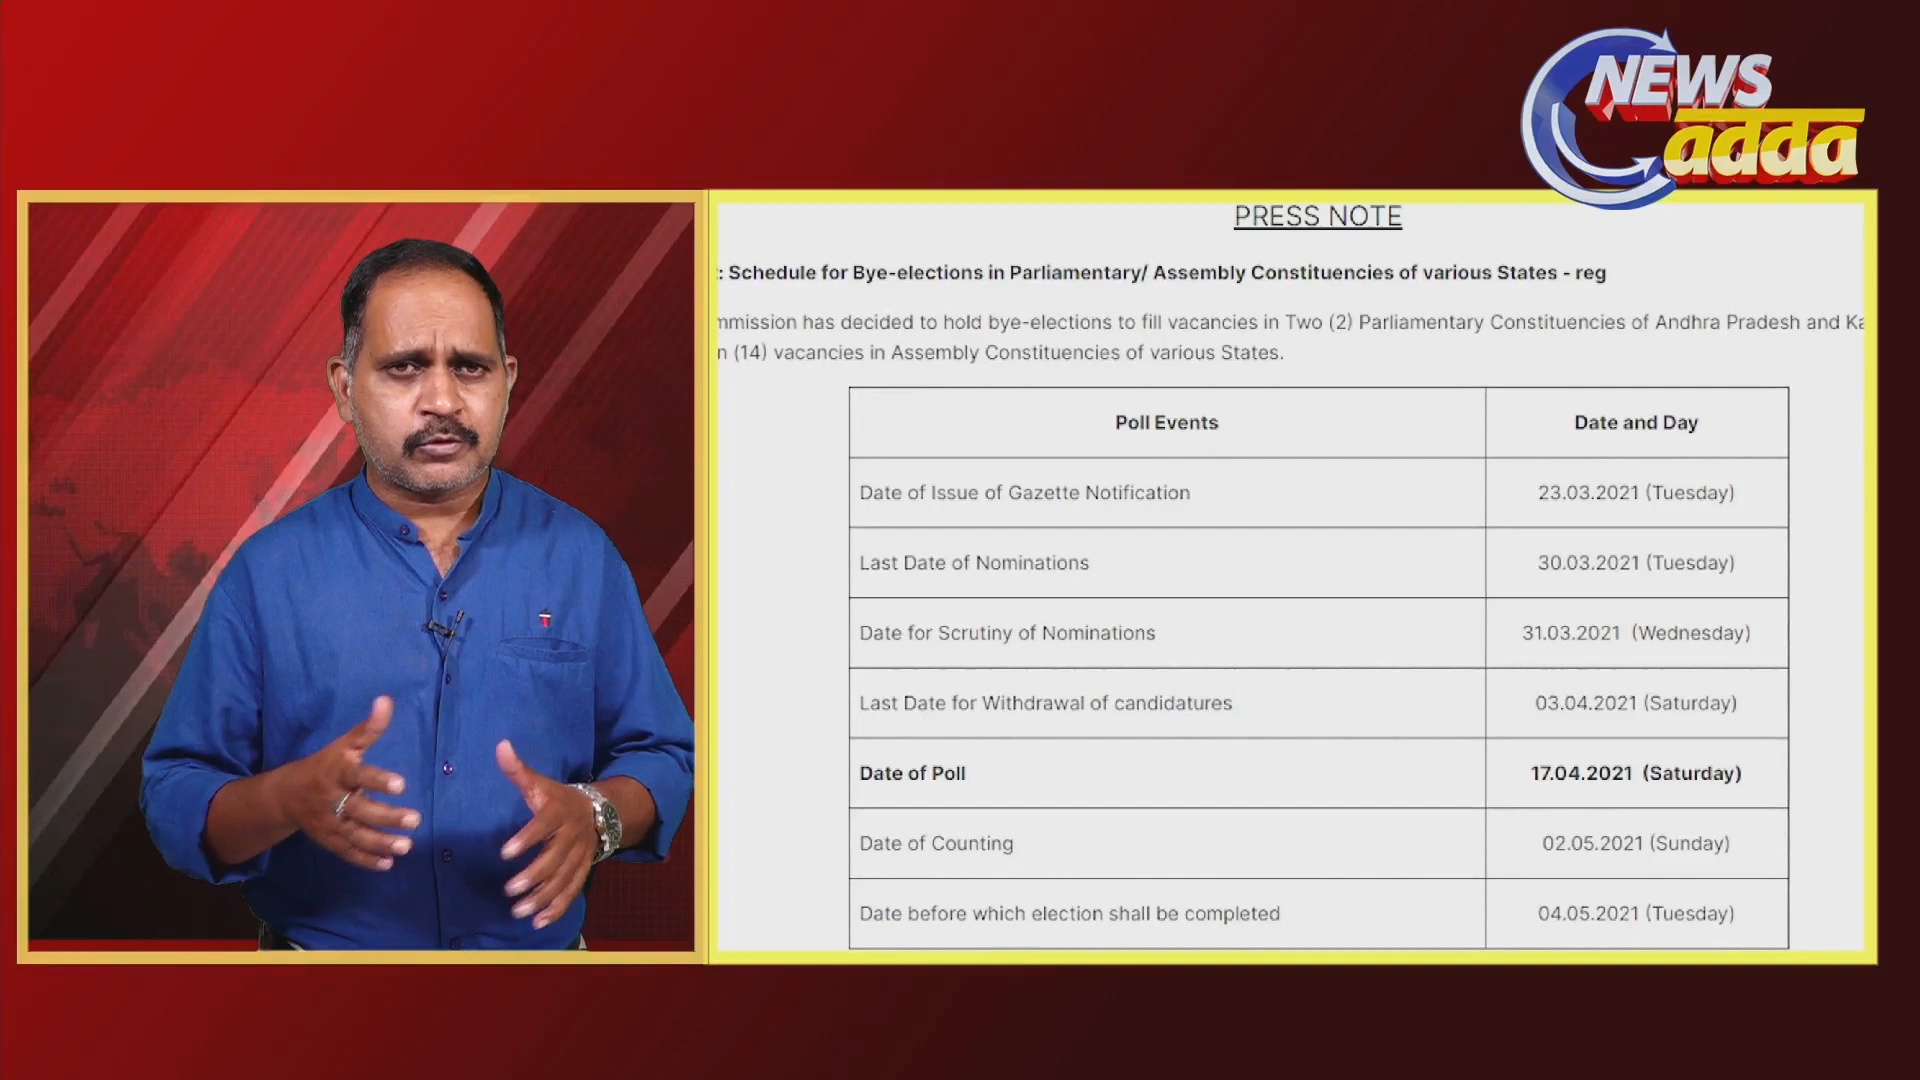 NEWS
adda
PRESS NOTE
: Schedule for Bye-elections in Parliamentary/ Assembly Constituencies of various States - reg
mmission has decided to hold bye-elections to fill vacancies in Two (2) Parliamentary Constituencies of Andhra Pradesh and Ka
n (14) vacancies in Assembly Constituencies of various States.
Poll Events Date and Day
Date of Issue of Gazette Notification 23.03.2021 (Tuesday)
Last Date of Nominations 30.03.2021 (Tuesday)
Date for Scrutiny of Nominations 31.03.2021 (Wednesday)
Last Date for Withdrawal of candidatures 03.04.2021 (Saturday)
Date of Poll 17.04.2021 (Saturday)
Date of Counting 02.05.2021 (Sunday)
Date before which election shall be completed 04.05.2021 (Tuesday)